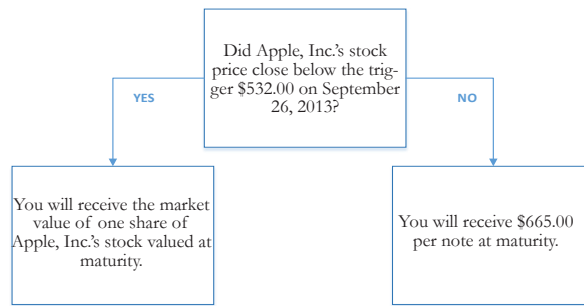 Did Apple, Inc.'s stock
price close below the trig-
ger $532.00 on September
26, 2013?
YES
NO
You will receive the market
value of one share of
Apple, Inc.'s stock valued at
maturity.
You will receive $665.00
per note at maturity.